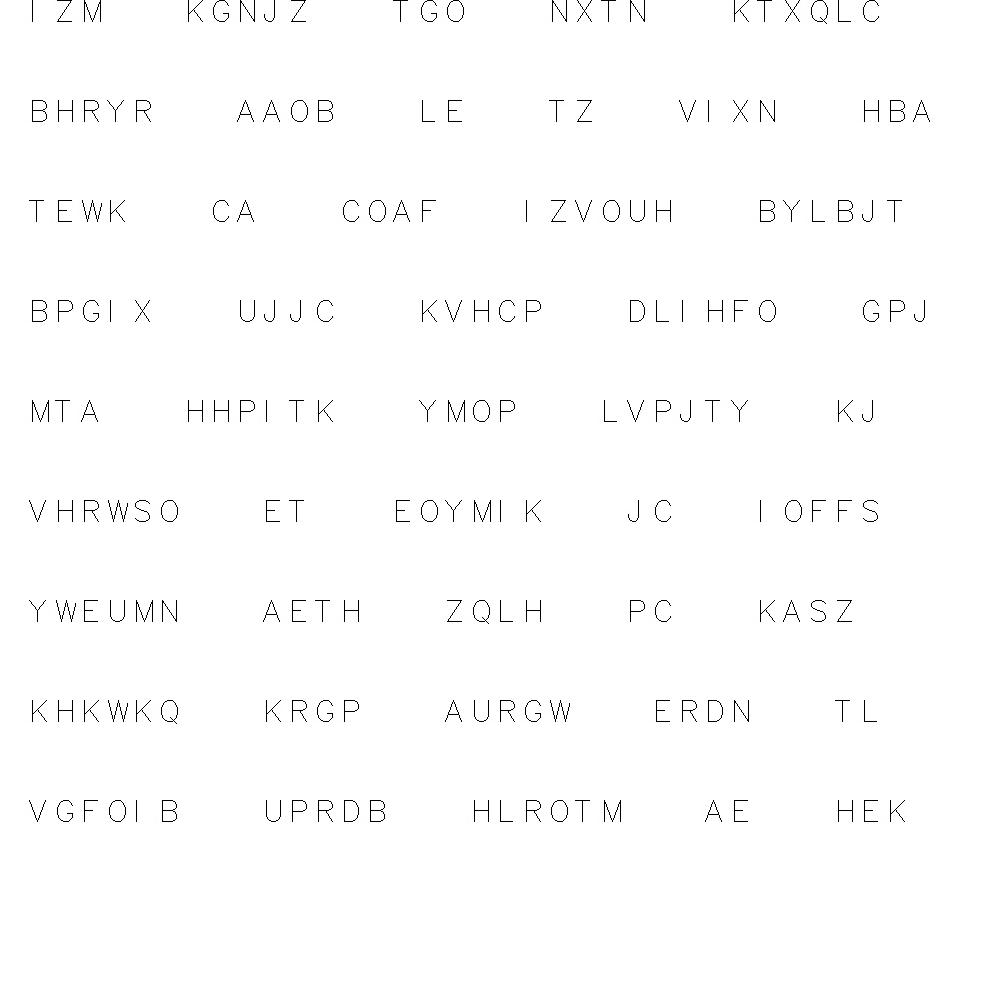 IZM KGNJZ TGO NXTN KTXQLC
BHRYR AAOB LE TZ VIXN HBA
TEWK CA COAF IZVOUH BYLBJT
BPGIX UJJC KVHCP DLIHFO GPJ
MTA HHPITK YMOP LVPJTY KJ
VHRWSO ET EOYMIK JC IOFFS
YWEUMN AETH ZQLH PC KASZ
KHKWKQ KRGP AURGW ERDN TL
VGFOIB UPRDB HLROTM AE HEK